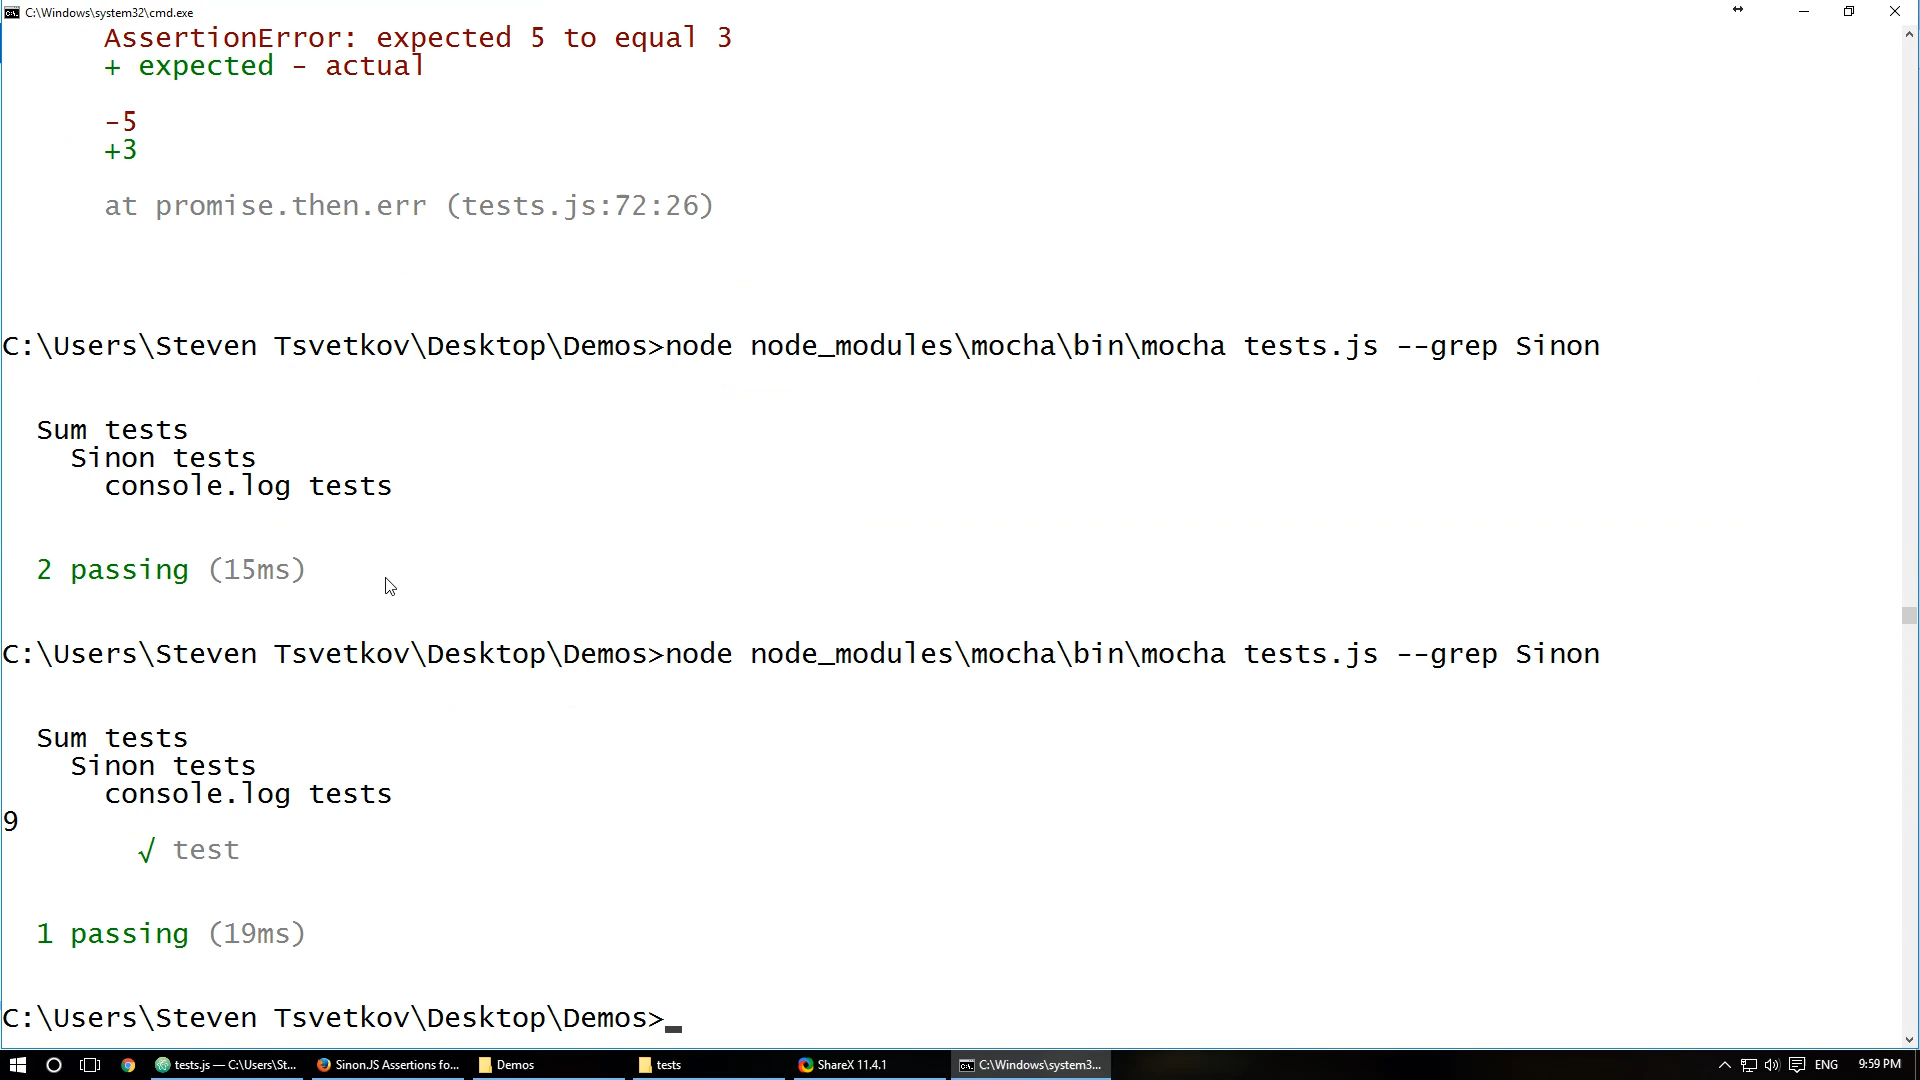 C:\Windows\system32\cmd.exe
AssertionError: expected 5 to equal 3
+ expected - actual
-5
+3
at promise.then.err (tests.js:72:26)
C:\Users\Steven Tsvetkov\Desktop\Demos>node node_modules\mocha\bin\mocha tests.js --grep Sinon
Sum tests
Sinon tests
console.log tests
2 passing (15ms)
C:\Users\Steven Tsvetkov\Desktop\Demos>node node_modules\mocha\bin\mocha tests.js --grep Sinon
Sum tests
Sinon tests
console.log tests
9
√ test
1 passing (19ms)
C:\Users\Steven Tsvetkov\Desktop\Demos>_
tests.js — C:\Users\St... Sinon.JS Assertions fo... Demos tests ShareX 11.4.1 C:\Windows\system3... ENG 9:59 PM